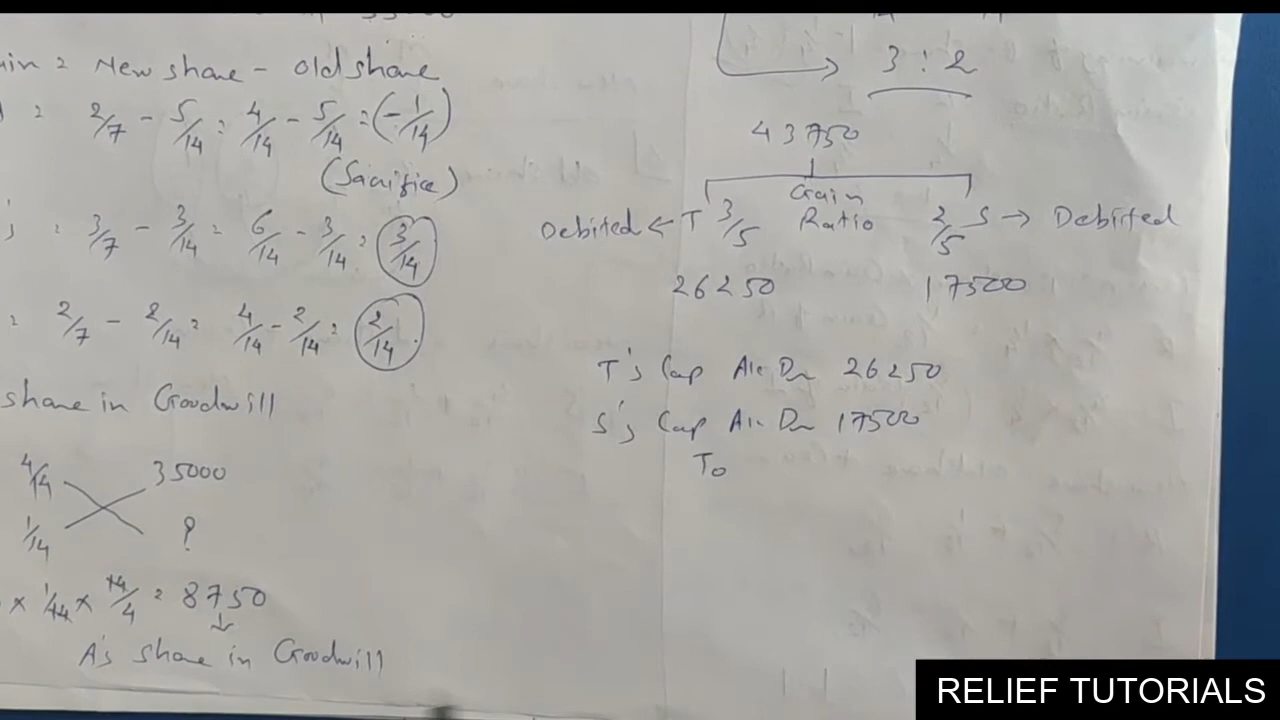 in = New share - old share
= 2/7 - 5/14 = 4/14 - 5/14 = (-1/14)
(Sacrifice)
's = 3/7 - 3/14 = 6/14 - 3/14 = 3/14
= 2/7 - 2/14 = 4/14 - 2/14 = 2/14
share in Goodwill
4/14 35000
1/14 ?
x 1/14 x 14/4 = 8750
A's share in Goodwill
3 : 2
43750
Gain
Debited ← T 3/5 Ratio 2/5 S → Debited
26250 17500
T's Cap A/c Dr 26250
S's Cap A/c Dr 17500
To
RELIEF TUTORIALS